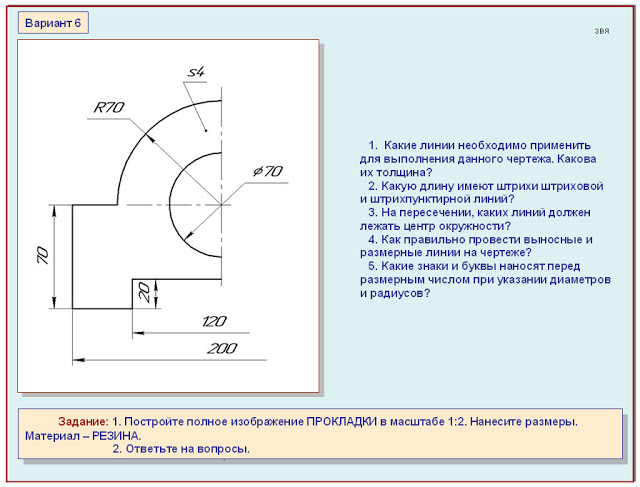 Вариант 6
звя
s4
R70
⌀70
70
20
120
200
1. Какие линии необходимо применить
для выполнения данного чертежа. Какова
их толщина?
2. Какую длину имеют штрихи штриховой
и штрихпунктирной линий?
3. На пересечении, каких линий должен
лежать центр окружности?
4. Как правильно провести выносные и
размерные линии на чертеже?
5. Какие знаки и буквы наносят перед
размерным числом при указании диаметров
и радиусов?
Задание: 1. Постройте полное изображение ПРОКЛАДКИ в масштабе 1:2. Нанесите размеры.
Материал – РЕЗИНА.
2. Ответьте на вопросы.